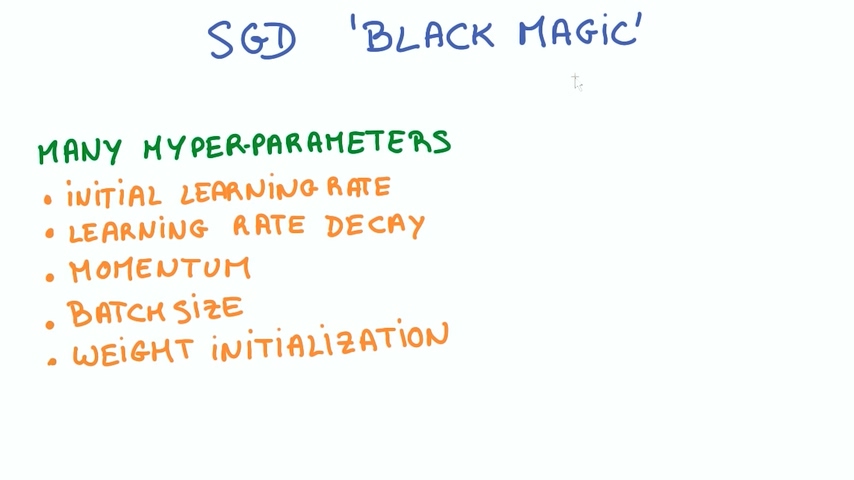 SGD 'BLACK MAGiC'
MANY HYPER-PARAMETERS
• iNiTiAL LEARNiNG RATE
• LEARNiNG RATE DECAY
• MOMENTUM
• BATCH SiZE
• WEiGHT iNiTiALiZATiON